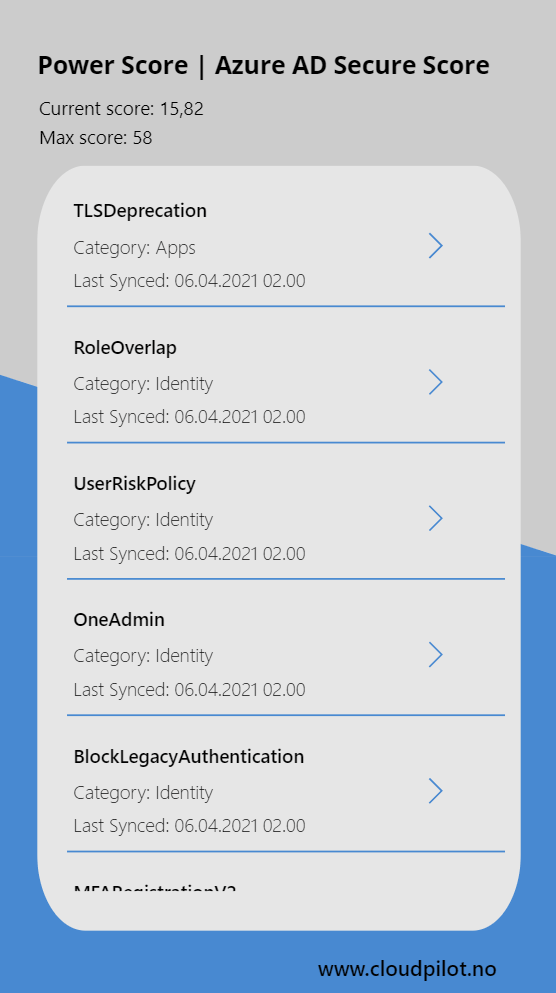 Power Score | Azure AD Secure Score
Current score: 15,82
Max score: 58
TLSDeprecation
Category: Apps
Last Synced: 06.04.2021 02.00
RoleOverlap
Category: Identity
Last Synced: 06.04.2021 02.00
UserRiskPolicy
Category: Identity
Last Synced: 06.04.2021 02.00
OneAdmin
Category: Identity
Last Synced: 06.04.2021 02.00
BlockLegacyAuthentication
Category: Identity
Last Synced: 06.04.2021 02.00
MFARegistrationV2
www.cloudpilot.no